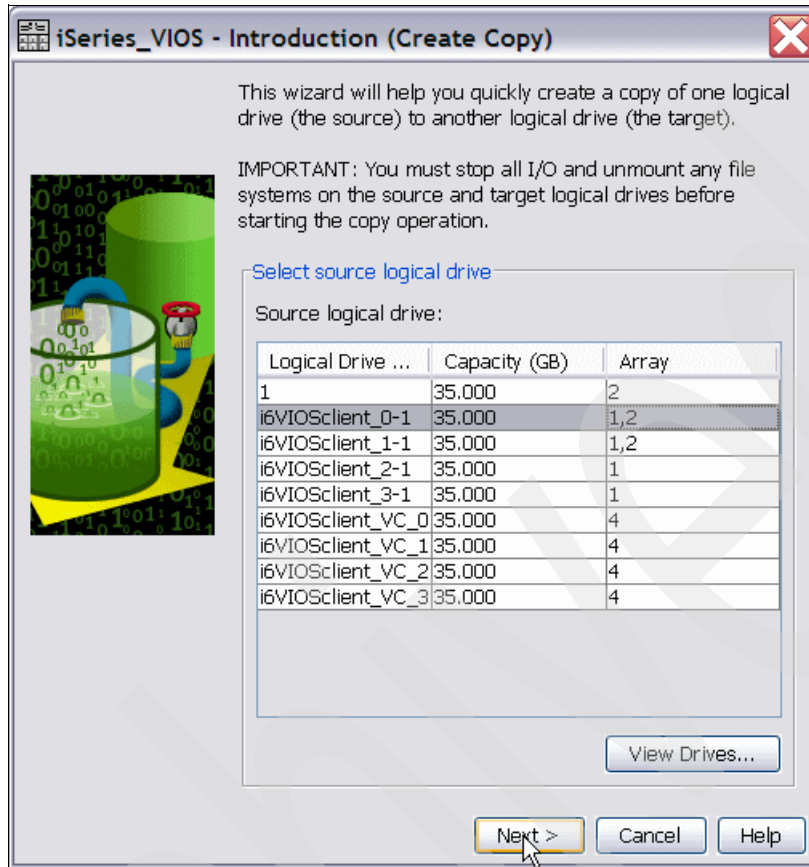 iSeries_VIOS - Introduction (Create Copy)
This wizard will help you quickly create a copy of one logical
drive (the source) to another logical drive (the target).
IMPORTANT: You must stop all I/O and unmount any file
systems on the source and target logical drives before
starting the copy operation.
Select source logical drive
Source logical drive:
Logical Drive ... Capacity (GB) Array
1 35.000 2
i6VIOSclient_0-1 35.000 1,2
i6VIOSclient_1-1 35.000 1,2
i6VIOSclient_2-1 35.000 1
i6VIOSclient_3-1 35.000 1
i6VIOSclient_VC_0 35.000 4
i6VIOSclient_VC_1 35.000 4
i6VIOSclient_VC_2 35.000 4
i6VIOSclient_VC_3 35.000 4
View Drives...
Next > Cancel Help